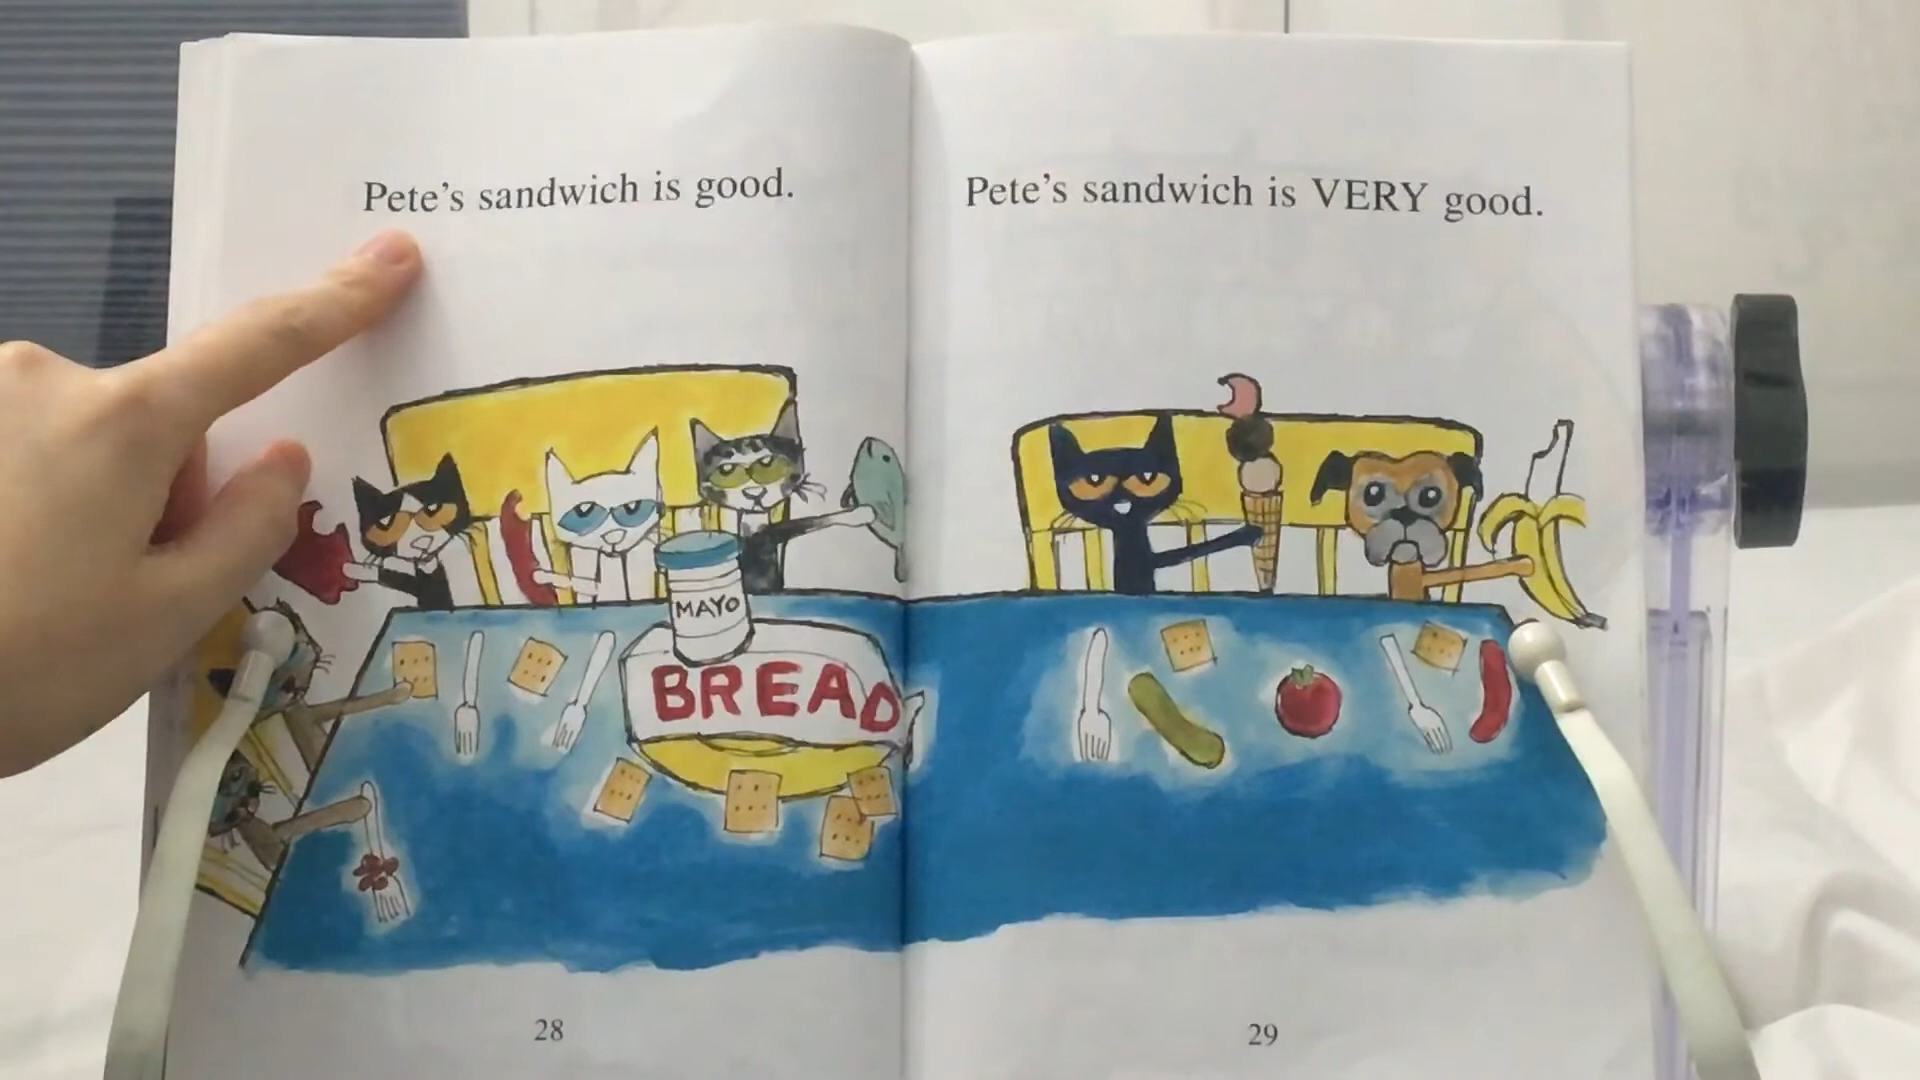 Pete's sandwich is good.
MAYO
BREAD
28
Pete's sandwich is VERY good.
29